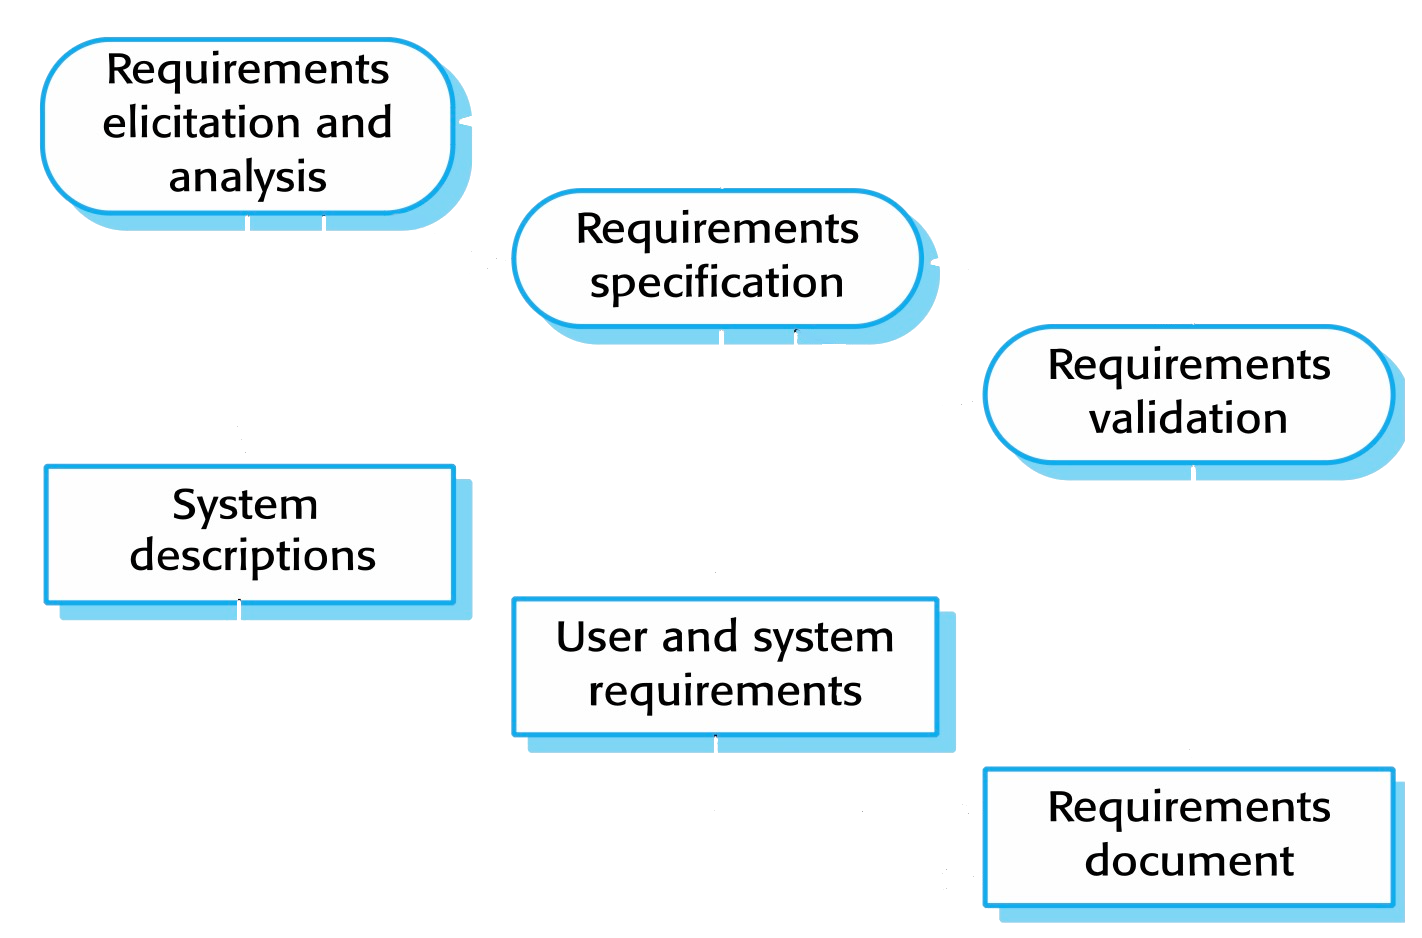 Requirements
elicitation and
analysis
Requirements
specification
Requirements
validation
System
descriptions
User and system
requirements
Requirements
document